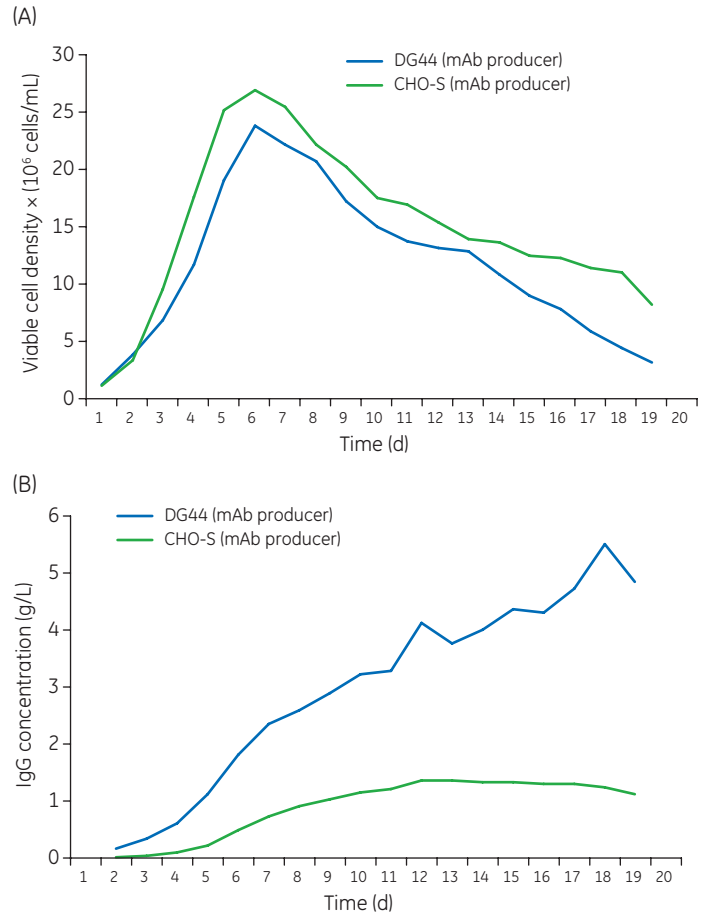 (A)
30
25
20
15
10
5
0
Viable cell density × (10⁶ cells/mL)
DG44 (mAb producer)
CHO-S (mAb producer)
1 2 3 4 5 6 7 8 9 10 11 12 13 14 15 16 17 18 19 20
Time (d)
(B)
6
5
4
3
2
1
0
IgG concentration (g/L)
DG44 (mAb producer)
CHO-S (mAb producer)
1 2 3 4 5 6 7 8 9 10 11 12 13 14 15 16 17 18 19 20
Time (d)